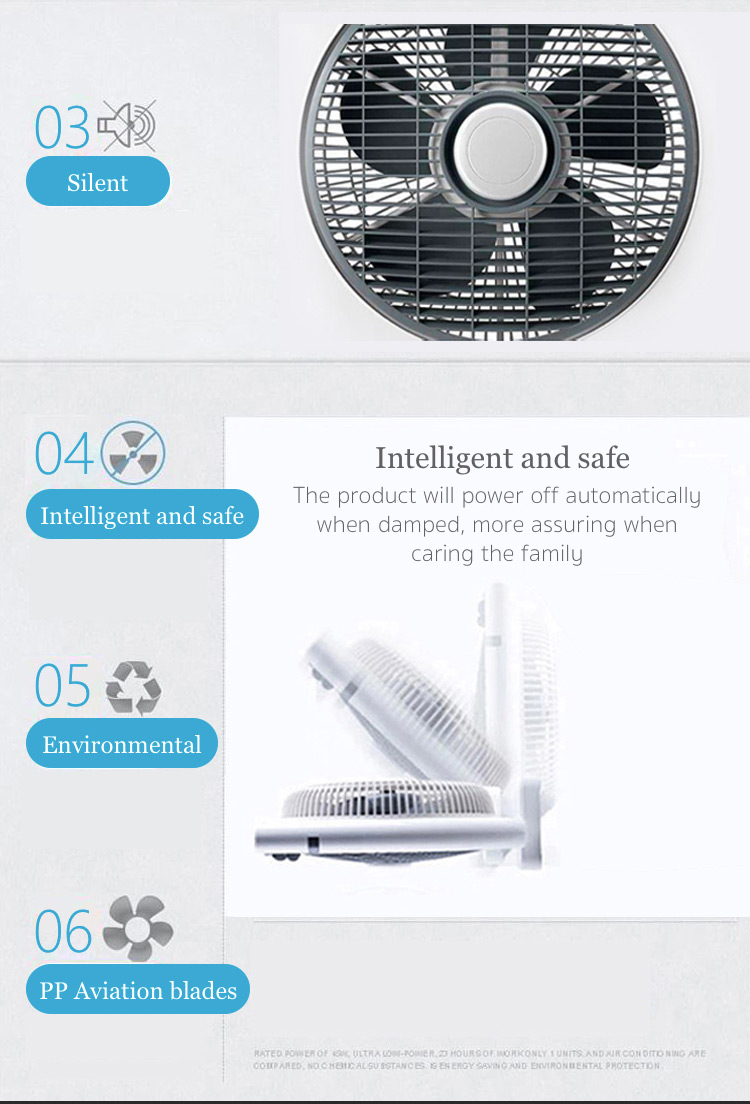 03
Silent
04
Intelligent and safe
Intelligent and safe
The product will power off automatically
when damped, more assuring when
caring the family
05
Environmental
06
PP Aviation blades
RATED POWER OF 45W, ULTRA LOW-POWER, 23 HOURS OF WORK ONLY 1 UNITS. AND AIR CONDITIONING ARE
COMPARED, NO CHEMICAL SUBSTANCES. IS ENERGY SAVING AND ENVIRONMENTAL PROTECTION.